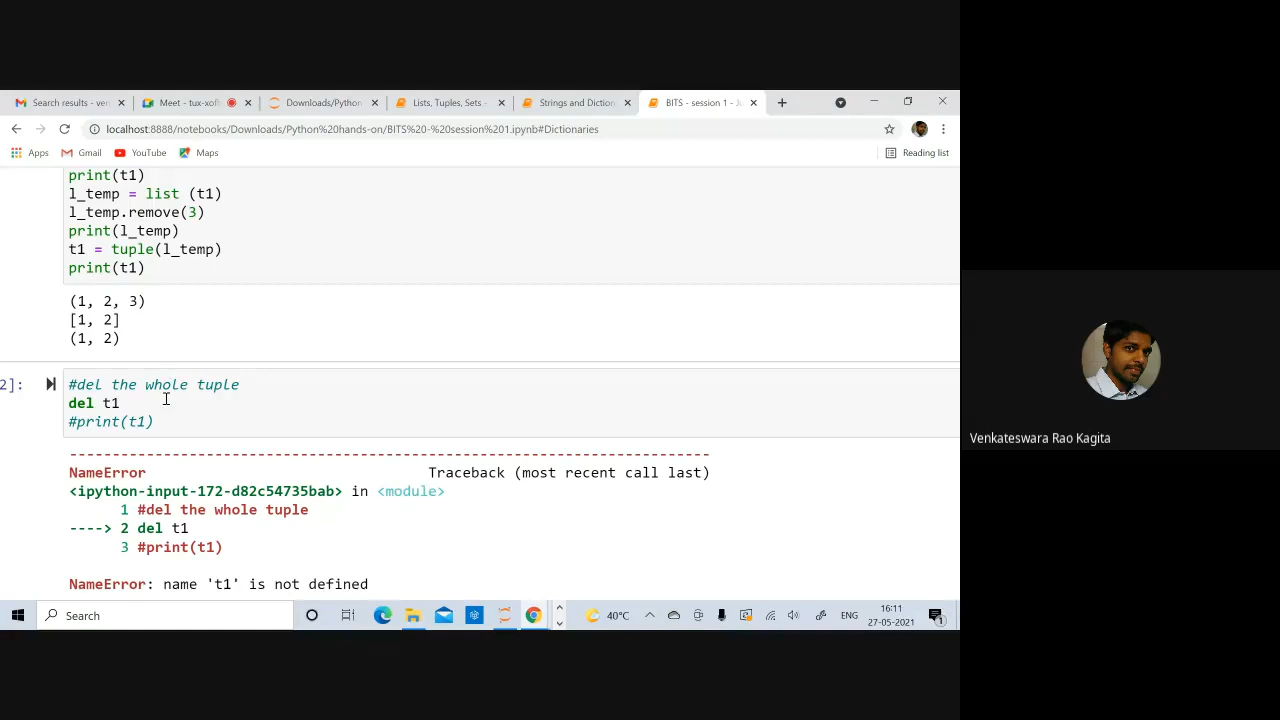 Search results - ven
Meet - tux-xoft
Downloads/Python
Lists, Tuples, Sets -
Strings and Diction
BITS - session 1 - Ju
localhost:8888/notebooks/Downloads/Python%20hands-on/BITS%20-%20session%201.ipynb#Dictionaries
Apps
Gmail
YouTube
Maps
Reading list
print(t1)
l_temp = list (t1)
l_temp.remove(3)
print(l_temp)
t1 = tuple(l_temp)
print(t1)
(1, 2, 3)
[1, 2]
(1, 2)
2]:
#del the whole tuple
del t1
#print(t1)
---------------------------------------------------------------------------
NameError Traceback (most recent call last)
<ipython-input-172-d82c54735bab> in <module>
1 #del the whole tuple
----> 2 del t1
3 #print(t1)
NameError: name 't1' is not defined
Venkateswara Rao Kagita
Search
40°C
ENG
16:11
27-05-2021
1